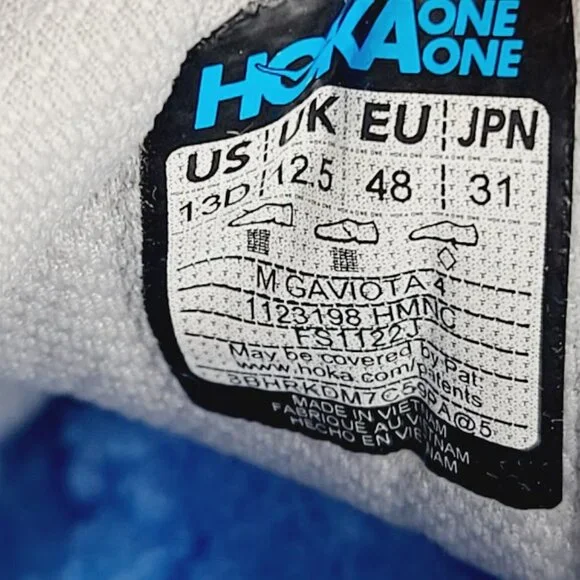 HOKA ONE ONE
US UK EU JPN
13D 12.5 48 31
M GAVIOTA 4
1123198 HMNC
FS1122J
May be covered by Pat:
www.hoka.com/patents
MADE IN VIETNAM
FABRIQUÉ AU VIETNAM
HECHO EN VIETNAM